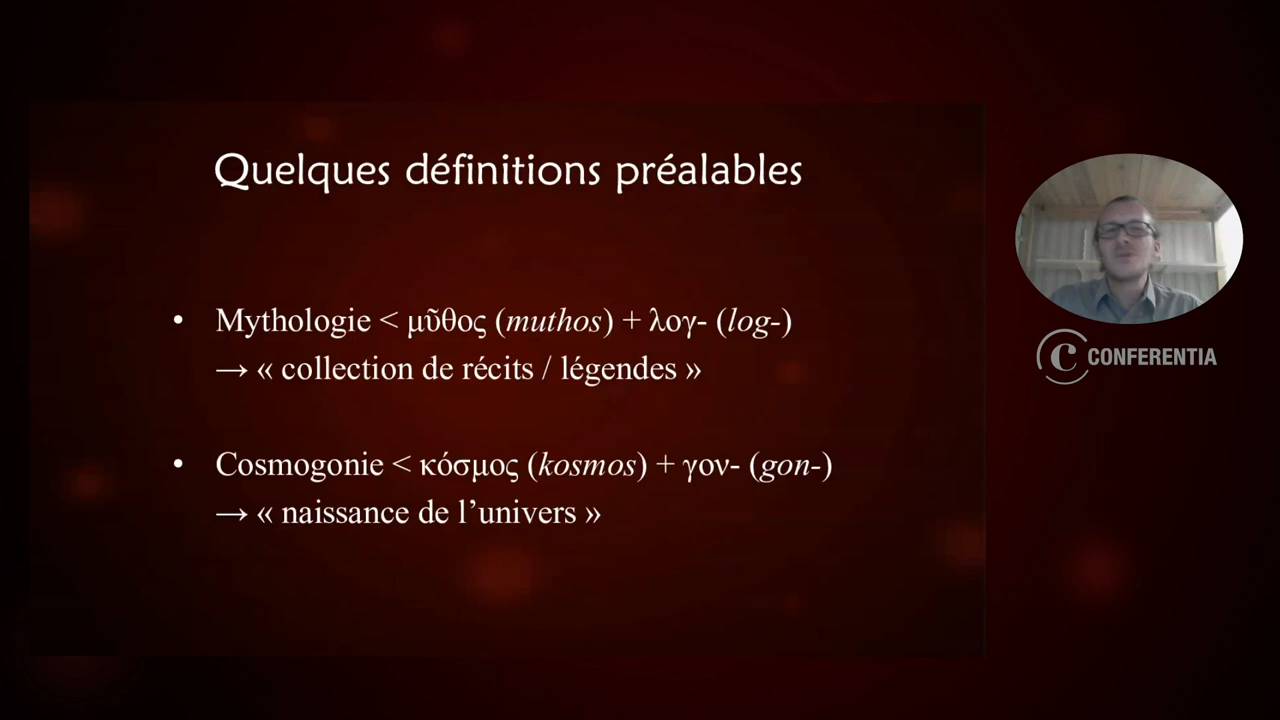 Quelques définitions préalables
• Mythologie < μῦθος (muthos) + λογ- (log-)
→ « collection de récits / légendes »
• Cosmogonie < κόσμος (kosmos) + γον- (gon-)
→ « naissance de l’univers »
C CONFERENTIA